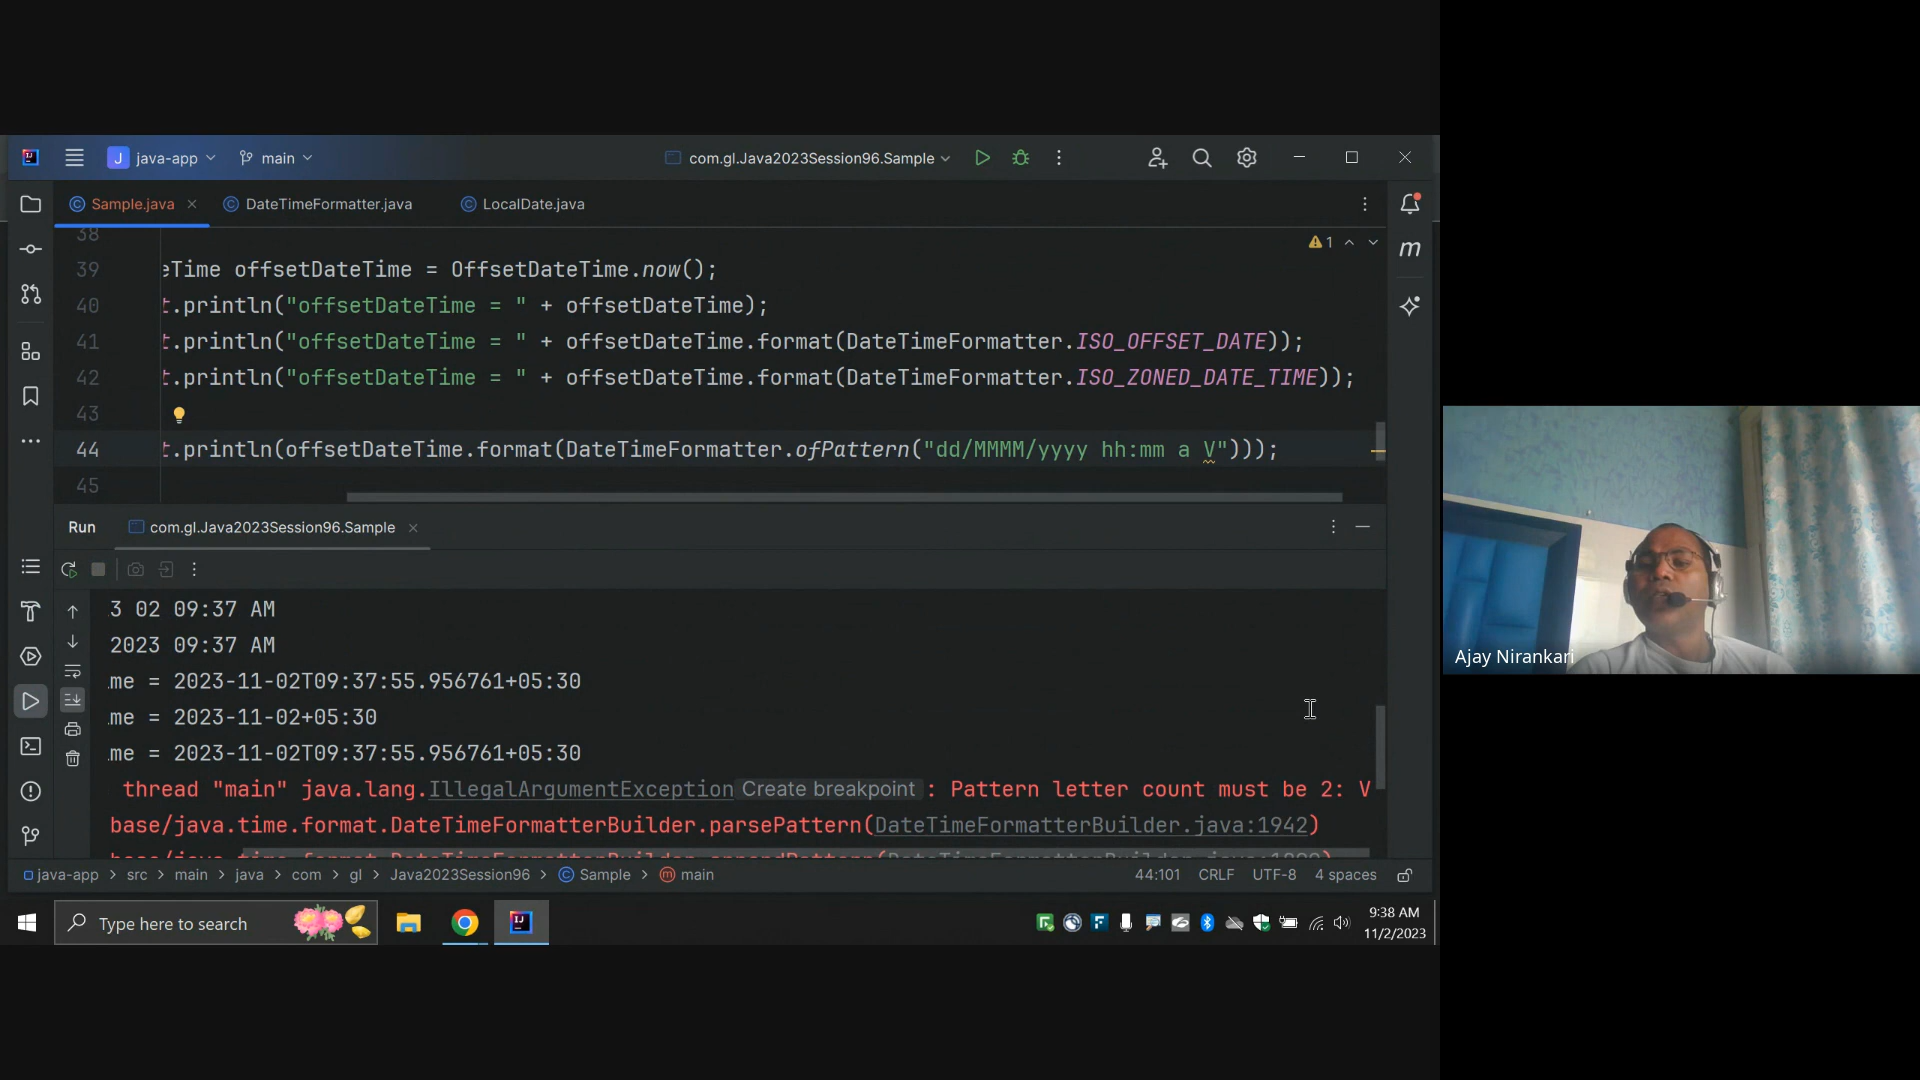 J java-app main com.gl.Java2023Session96.Sample
Sample.java DateTimeFormatter.java LocalDate.java
38
1
39 eTime offsetDateTime = OffsetDateTime.now();
40 t.println("offsetDateTime = " + offsetDateTime);
41 t.println("offsetDateTime = " + offsetDateTime.format(DateTimeFormatter.ISO_OFFSET_DATE));
42 t.println("offsetDateTime = " + offsetDateTime.format(DateTimeFormatter.ISO_ZONED_DATE_TIME));
43
44 t.println(offsetDateTime.format(DateTimeFormatter.ofPattern("dd/MMMM/yyyy hh:mm a V")));
45
Run com.gl.Java2023Session96.Sample
3 02 09:37 AM
2023 09:37 AM
me = 2023-11-02T09:37:55.956761+05:30
me = 2023-11-02+05:30
me = 2023-11-02T09:37:55.956761+05:30
thread "main" java.lang.IllegalArgumentException Create breakpoint : Pattern letter count must be 2: V
base/java.time.format.DateTimeFormatterBuilder.parsePattern(DateTimeFormatterBuilder.java:1942)
java-app > src > main > java > com > gl > Java2023Session96 > Sample > main 44:101 CRLF UTF-8 4 spaces
Type here to search
9:38 AM
11/2/2023
Ajay Nirankari